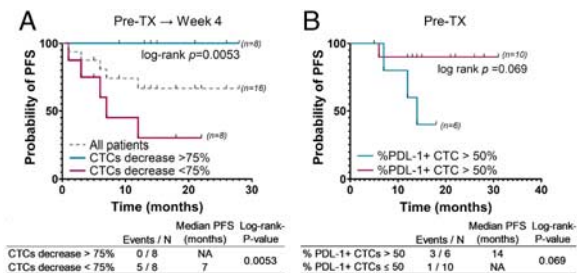 A
Pre-TX → Week 4
Probability of PFS
100
50
0
(n=8)
log-rank p=0.0053
(n=16)
(n=8)
All patients
CTCs decrease >75%
CTCs decrease <75%
0
10
20
30
Time (months)
Events / N
Median PFS (months)
Log-rank-P-value
CTCs decrease > 75%
0 / 8
NA
0.0053
CTCs decrease < 75%
5 / 8
7
B
Pre-TX
Probability of PFS
100
50
0
(n=10)
log rank p =0.069
(n=6)
%PDL-1+ CTC > 50%
%PDL-1+ CTC > 50%
0
10
20
30
40
Time (months)
Events / N
Median PFS (months)
Log-rank-P-value
% PDL-1+ CTCs > 50
3 / 6
14
0.069
% PDL-1+ CTCs ≤ 50
1 / 10
NA